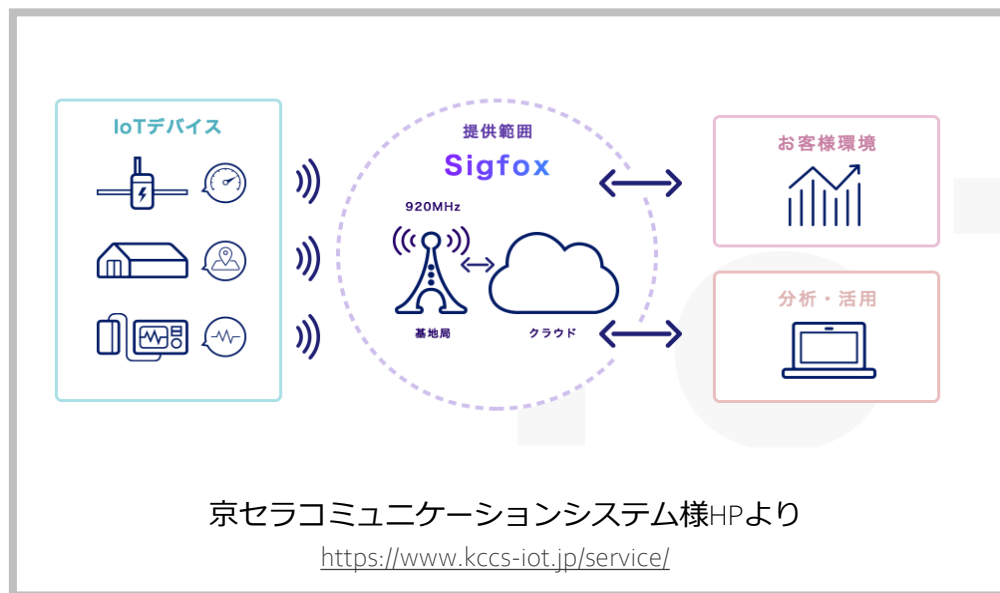 IoTデバイス
提供範囲
Sigfox
920MHz
基地局
クラウド
お客様環境
分析・活用
京セラコミュニケーションシステム様HPより
https://www.kccs-iot.jp/service/